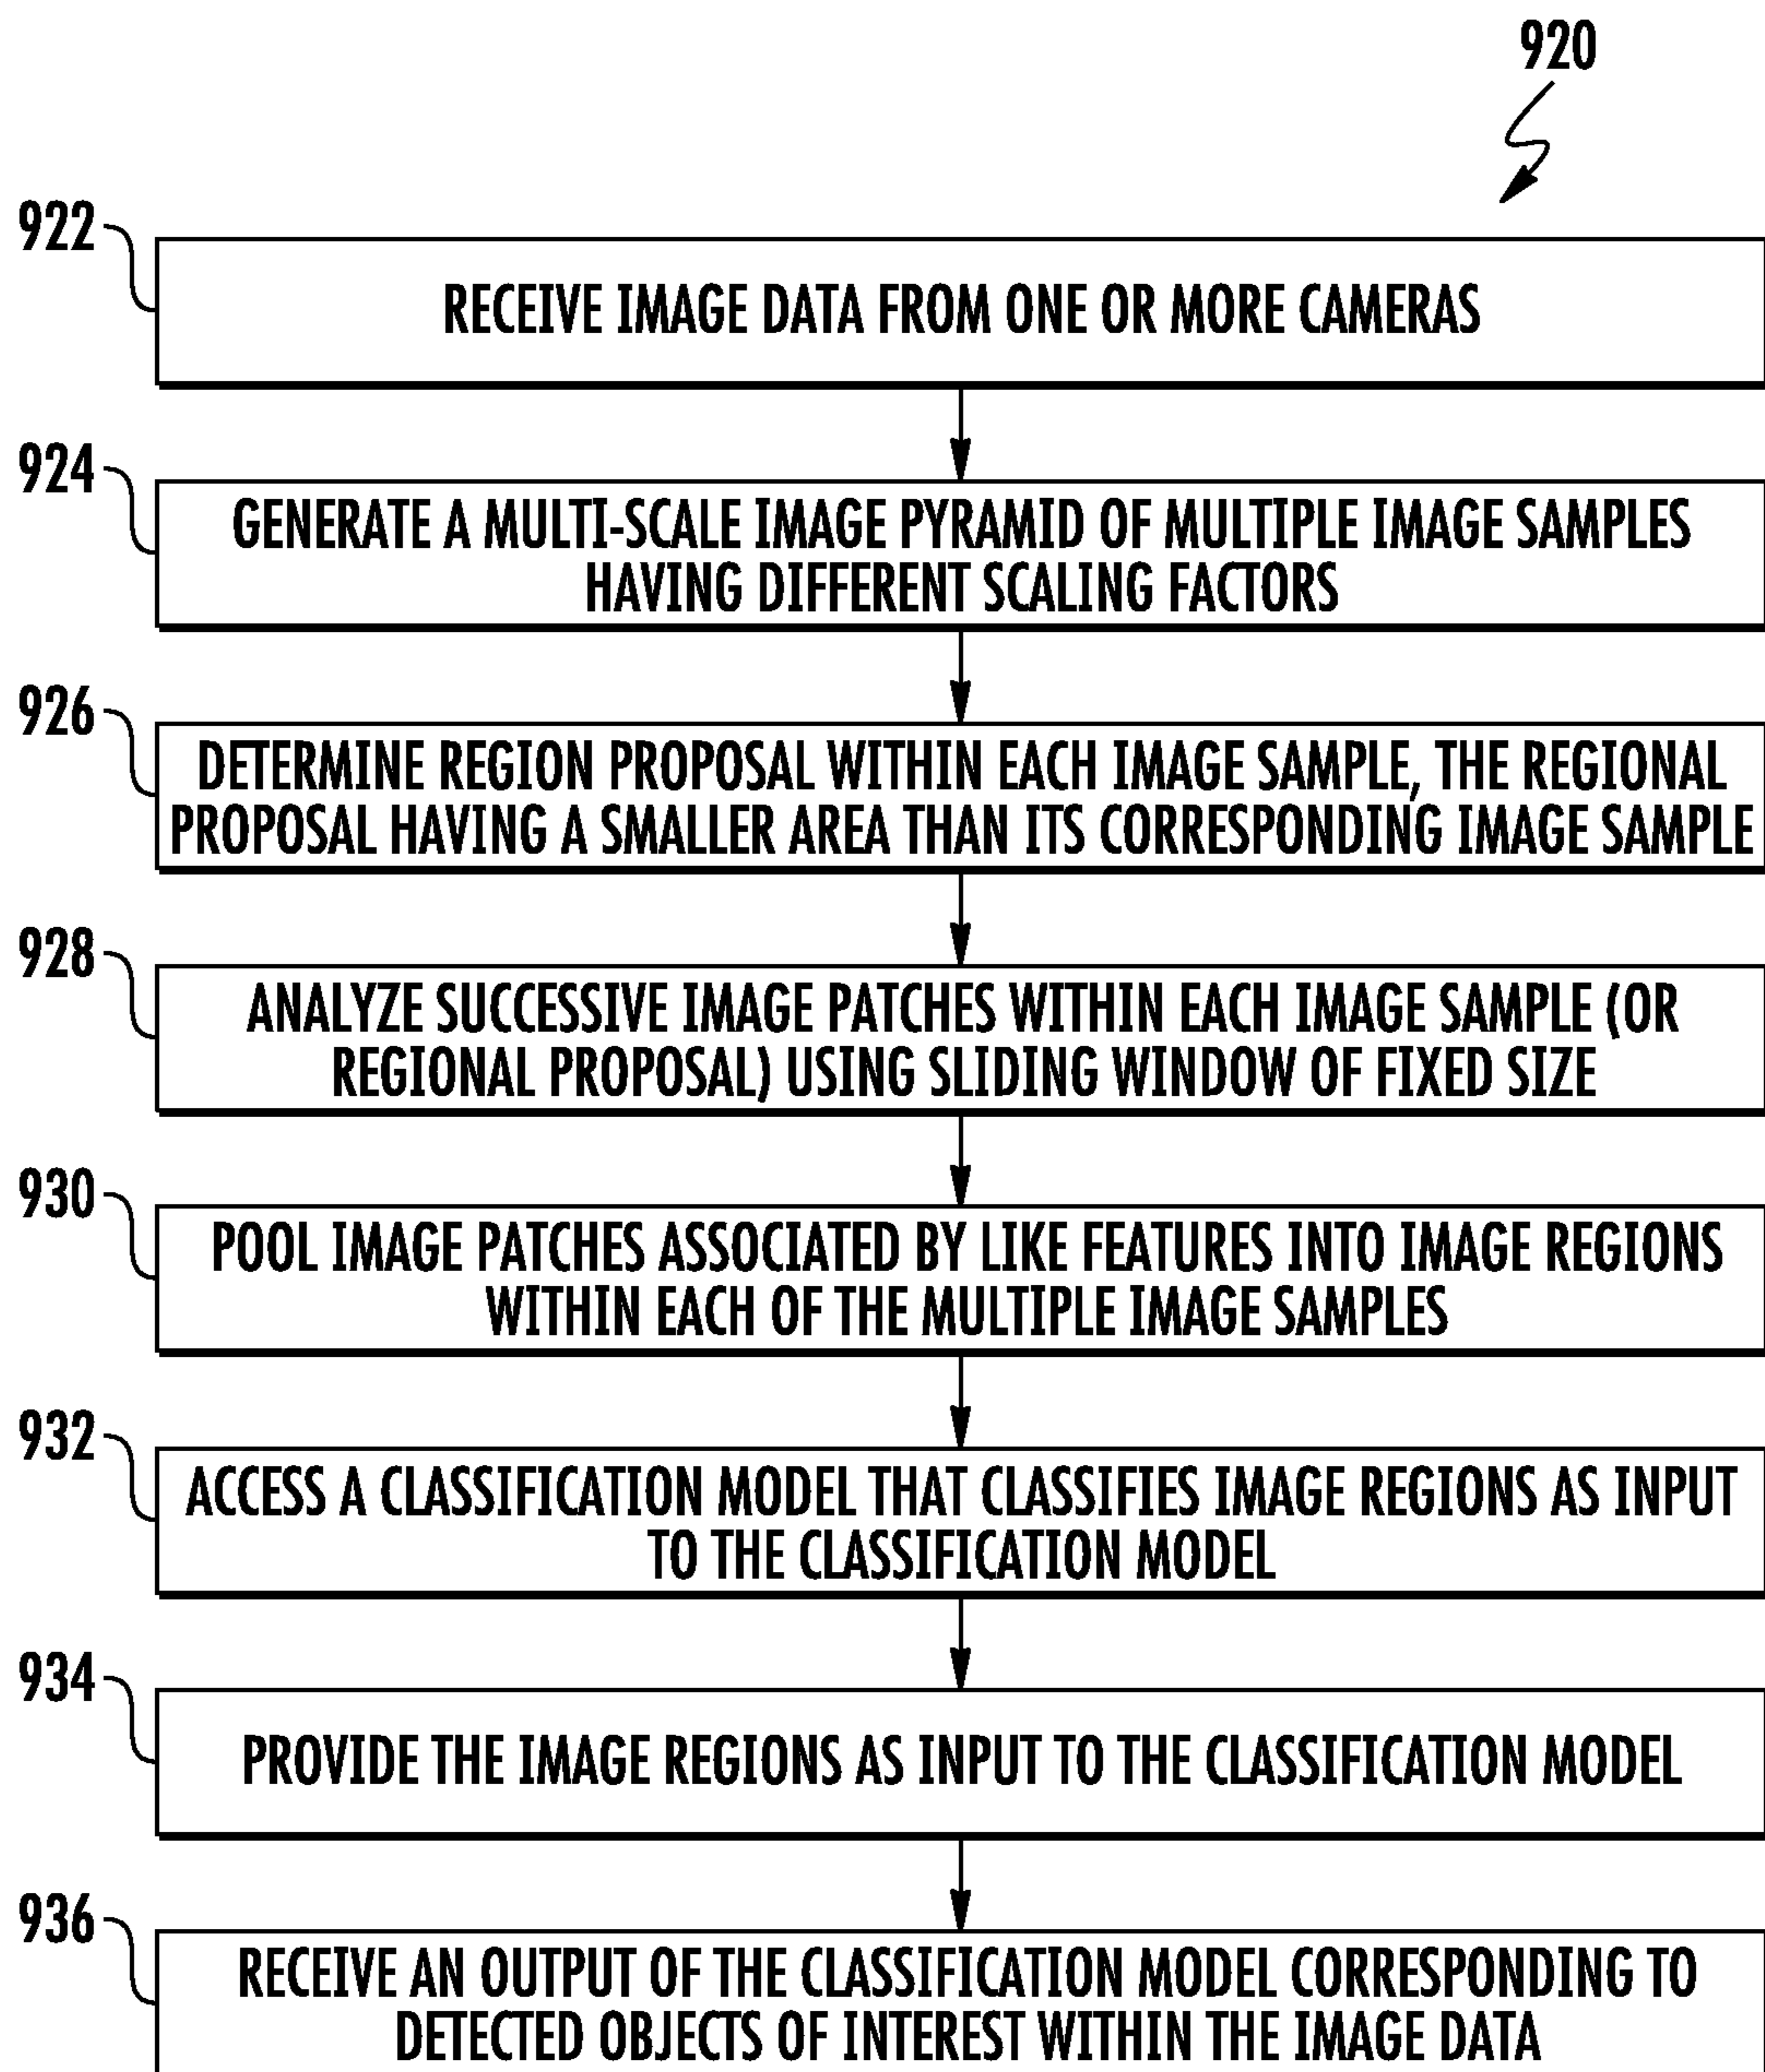 920
922
RECEIVE IMAGE DATA FROM ONE OR MORE CAMERAS
924
GENERATE A MULTI-SCALE IMAGE PYRAMID OF MULTIPLE IMAGE SAMPLES
HAVING DIFFERENT SCALING FACTORS
926
DETERMINE REGION PROPOSAL WITHIN EACH IMAGE SAMPLE, THE REGIONAL
PROPOSAL HAVING A SMALLER AREA THAN ITS CORRESPONDING IMAGE SAMPLE
928
ANALYZE SUCCESSIVE IMAGE PATCHES WITHIN EACH IMAGE SAMPLE (OR
REGIONAL PROPOSAL) USING SLIDING WINDOW OF FIXED SIZE
930
POOL IMAGE PATCHES ASSOCIATED BY LIKE FEATURES INTO IMAGE REGIONS
WITHIN EACH OF THE MULTIPLE IMAGE SAMPLES
932
ACCESS A CLASSIFICATION MODEL THAT CLASSIFIES IMAGE REGIONS AS INPUT
TO THE CLASSIFICATION MODEL
934
PROVIDE THE IMAGE REGIONS AS INPUT TO THE CLASSIFICATION MODEL
936
RECEIVE AN OUTPUT OF THE CLASSIFICATION MODEL CORRESPONDING TO
DETECTED OBJECTS OF INTEREST WITHIN THE IMAGE DATA